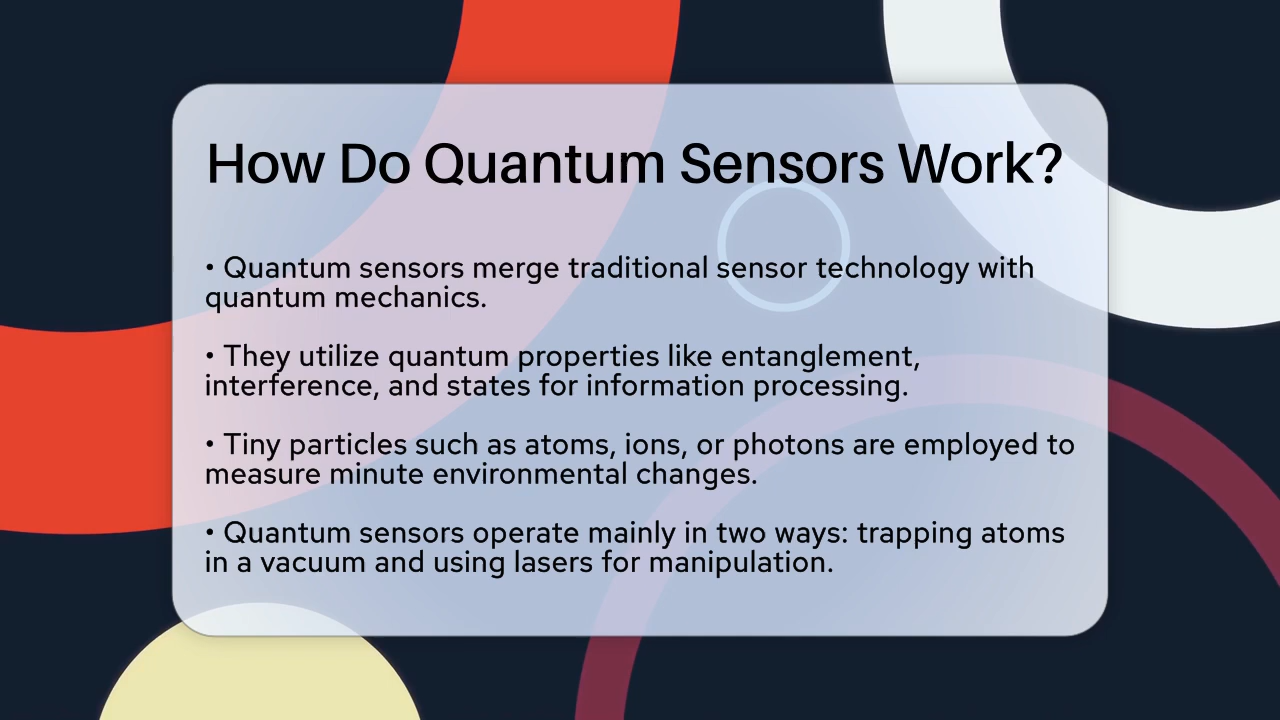 How Do Quantum Sensors Work?
• Quantum sensors merge traditional sensor technology with
quantum mechanics.
• They utilize quantum properties like entanglement,
interference, and states for information processing.
• Tiny particles such as atoms, ions, or photons are employed to
measure minute environmental changes.
• Quantum sensors operate mainly in two ways: trapping atoms
in a vacuum and using lasers for manipulation.